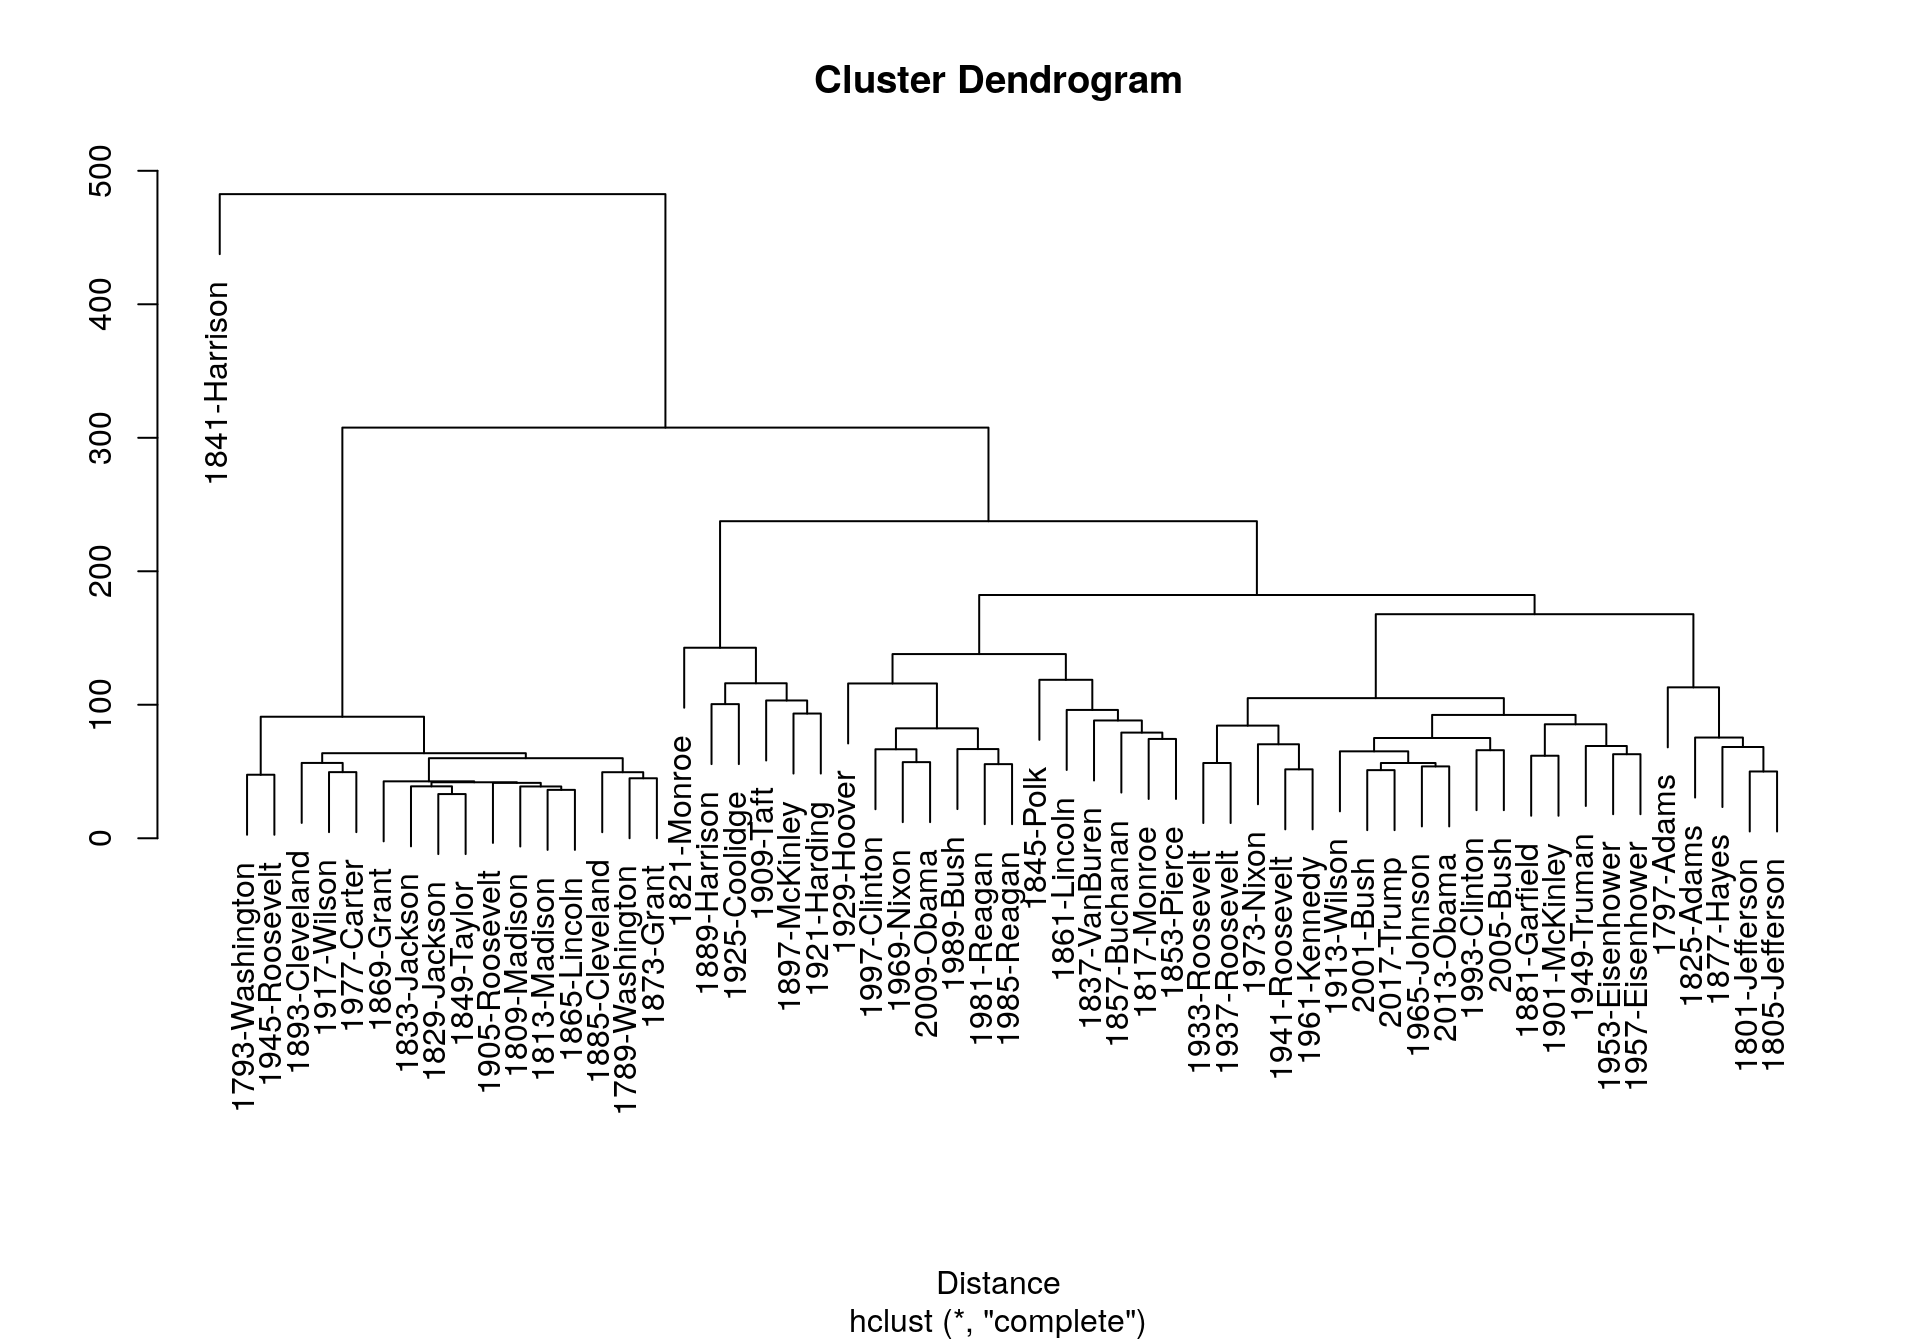 Cluster Dendrogram
500
400
300
200
100
0
1841-Harrison
1793-Washington
1945-Roosevelt
1893-Cleveland
1917-Wilson
1977-Carter
1869-Grant
1833-Jackson
1829-Jackson
1849-Taylor
1905-Roosevelt
1809-Madison
1813-Madison
1865-Lincoln
1885-Cleveland
1789-Washington
1873-Grant
1821-Monroe
1889-Harrison
1925-Coolidge
1909-Taft
1897-McKinley
1921-Harding
1929-Hoover
1997-Clinton
1969-Nixon
2009-Obama
1989-Bush
1981-Reagan
1985-Reagan
1845-Polk
1861-Lincoln
1837-VanBuren
1857-Buchanan
1817-Monroe
1853-Pierce
1933-Roosevelt
1937-Roosevelt
1973-Nixon
1941-Roosevelt
1961-Kennedy
1913-Wilson
2001-Bush
2017-Trump
1965-Johnson
2013-Obama
1993-Clinton
2005-Bush
1881-Garfield
1901-McKinley
1949-Truman
1953-Eisenhower
1957-Eisenhower
1797-Adams
1825-Adams
1877-Hayes
1801-Jefferson
1805-Jefferson
Distance
hclust (*, "complete")